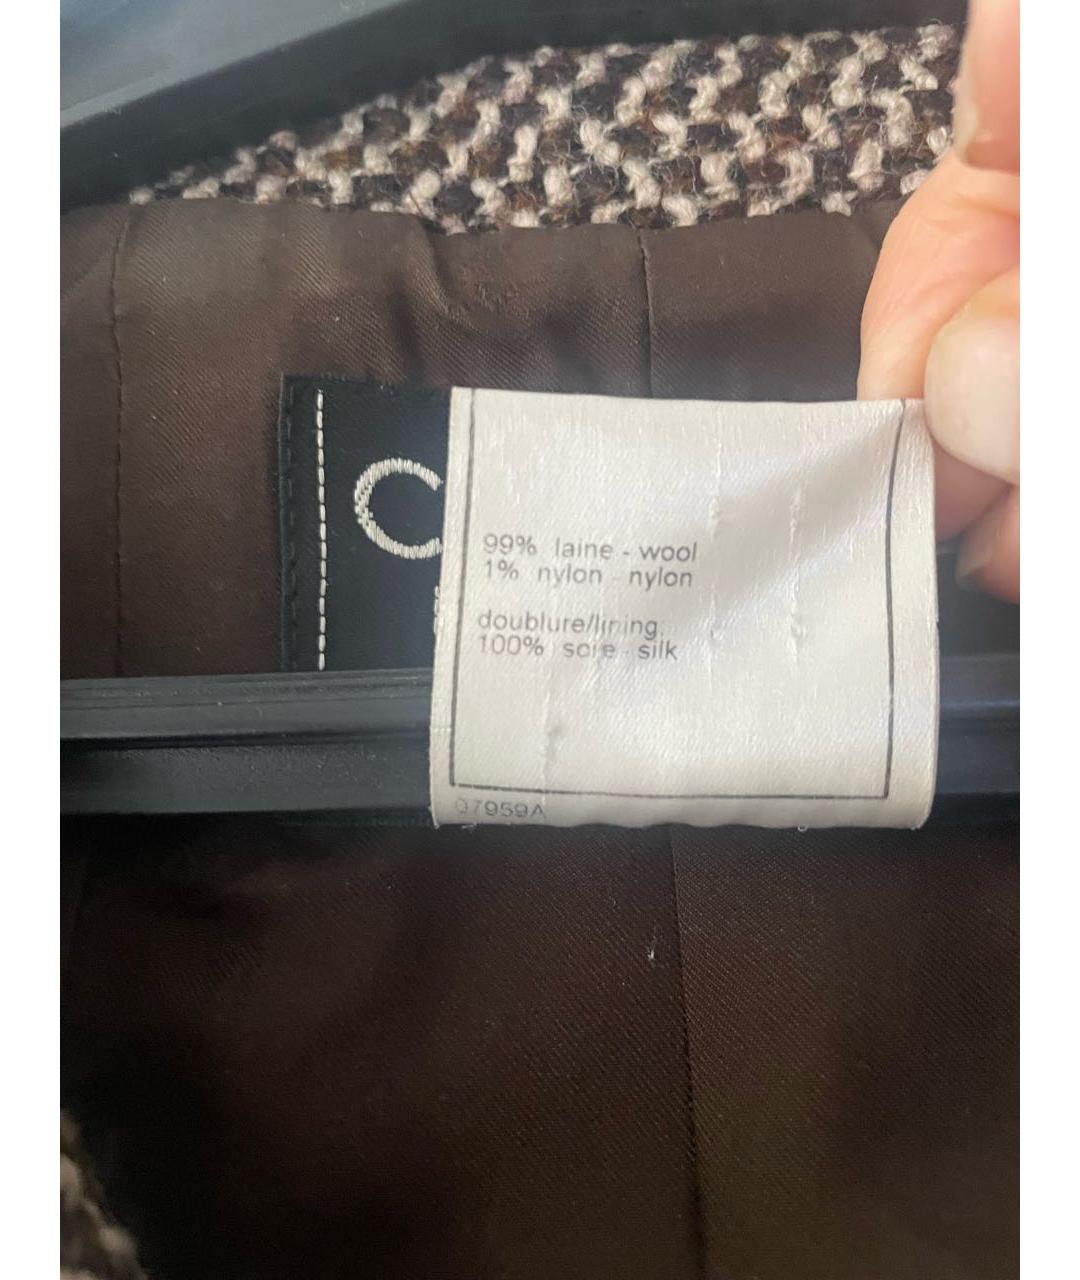 C
99% laine - wool
1% nylon - nylon
doublure/lining
100% soie - silk
07959A